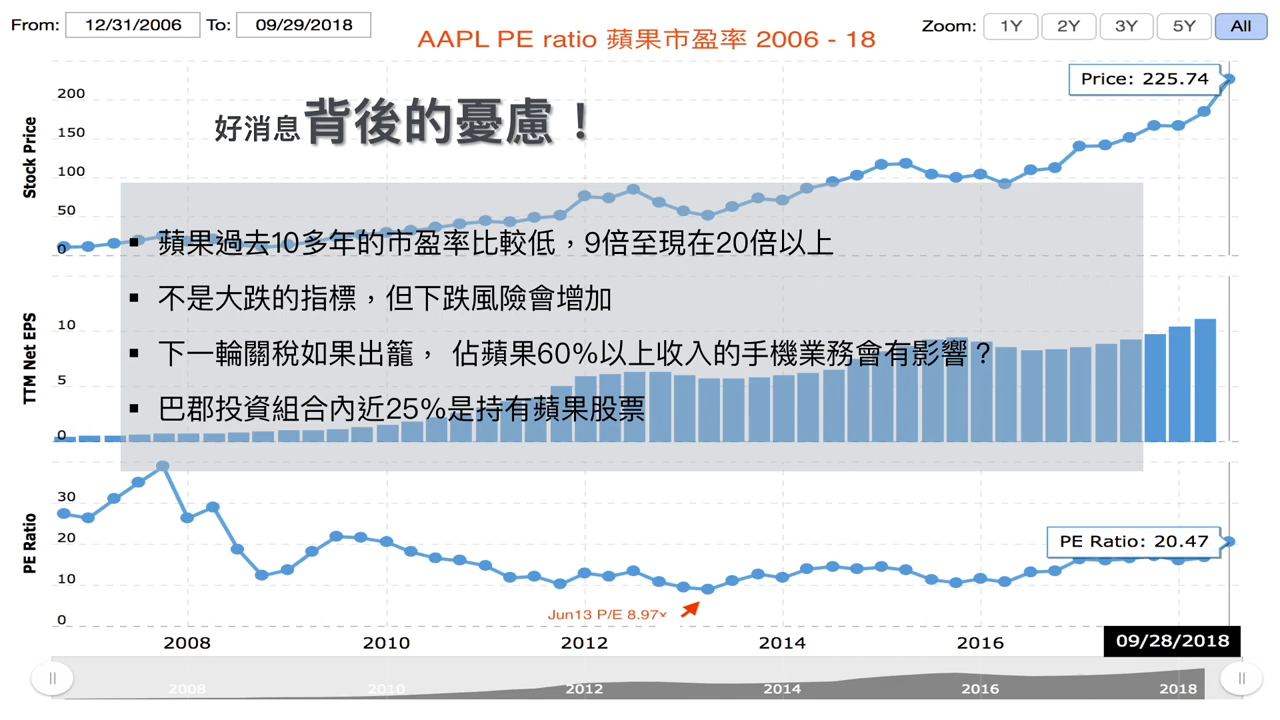 From: 12/31/2006 To: 09/29/2018
AAPL PE ratio 蘋果市盈率 2006 - 18
Zoom: 1Y 2Y 3Y 5Y All
Price: 225.74
好消息背後的憂慮！
Stock Price
200
150
100
50
0
▪ 蘋果過去10多年的市盈率比較低，9倍至現在20倍以上
▪ 不是大跌的指標，但下跌風險會增加
▪ 下一輪關稅如果出籠， 佔蘋果60%以上收入的手機業務會有影響？
▪ 巴郡投資組合內近25%是持有蘋果股票
TTM Net EPS
10
5
0
PE Ratio
30
20
10
0
PE Ratio: 20.47
Jun13 P/E 8.97x
2008 2010 2012 2014 2016 09/28/2018
2008 2010 2012 2014 2016 2018